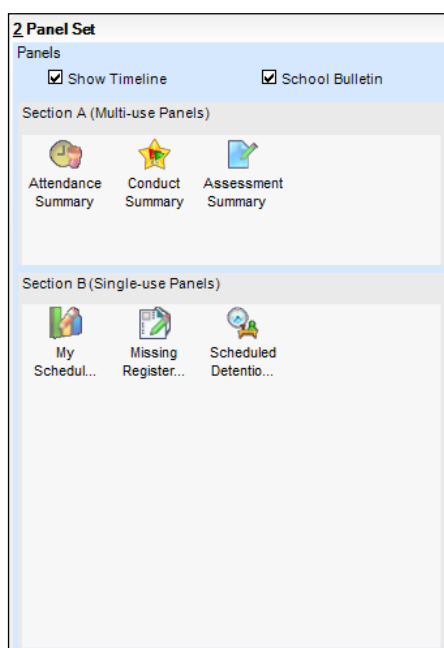 2 Panel Set
Panels
Show Timeline School Bulletin
Section A (Multi-use Panels)
Attendance Conduct Assessment
Summary Summary Summary
Section B (Single-use Panels)
My Missing Scheduled
Schedul... Register... Detentio...